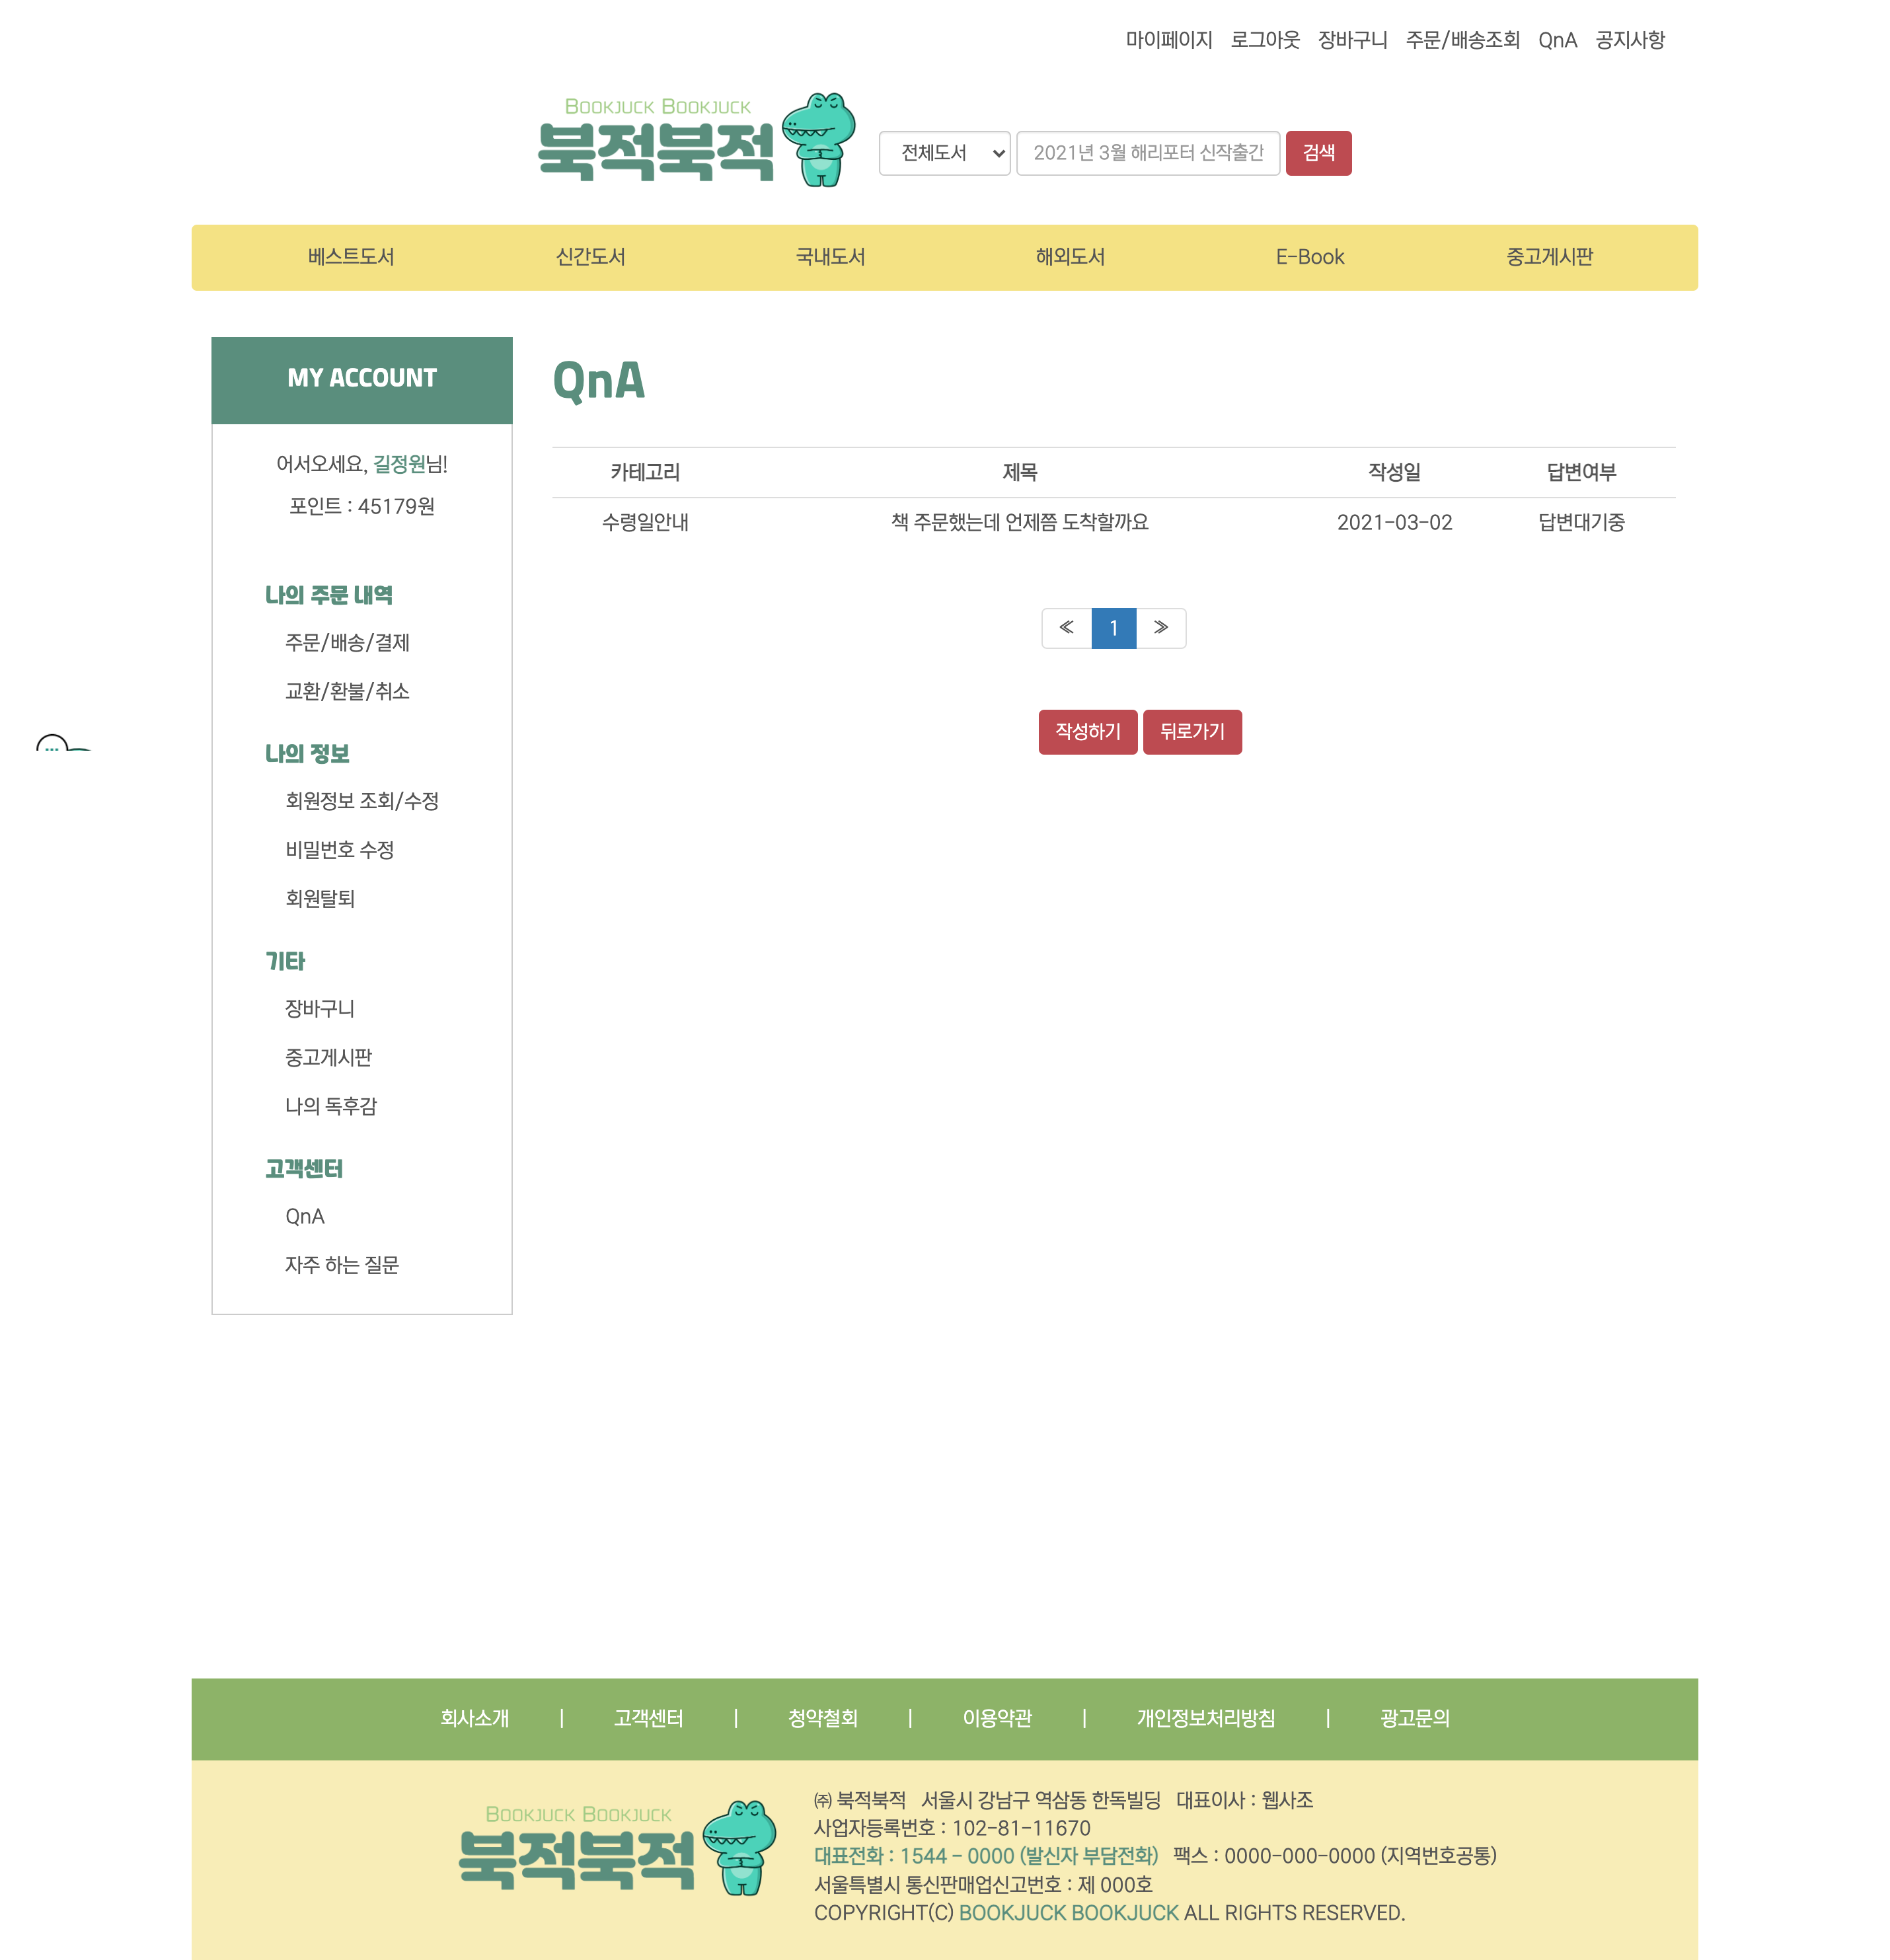 마이페이지 로그아웃 장바구니 주문/배송조회 QnA 공지사항
BOOKJUCK BOOKJUCK
북적북적
전체도서 2021년 3월 해리포터 신작출간 검색
베스트도서 신간도서 국내도서 해외도서 E-Book 중고게시판
MY ACCOUNT
어서오세요, 길정원님!
포인트 : 45179원
나의 주문 내역
주문/배송/결제
교환/환불/취소
나의 정보
회원정보 조회/수정
비밀번호 수정
회원탈퇴
기타
장바구니
중고게시판
나의 독후감
고객센터
QnA
자주 하는 질문
QnA
카테고리 제목 작성일 답변여부
수령일안내 책 주문했는데 언제쯤 도착할까요 2021-03-02 답변대기중
≪ 1 ≫
작성하기 뒤로가기
회사소개 | 고객센터 | 청약철회 | 이용약관 | 개인정보처리방침 | 광고문의
BOOKJUCK BOOKJUCK
북적북적
㈜ 북적북적 서울시 강남구 역삼동 한독빌딩 대표이사 : 웹사조
사업자등록번호 : 102-81-11670
대표전화 : 1544 - 0000 (발신자 부담전화) 팩스 : 0000-000-0000 (지역번호공통)
서울특별시 통신판매업신고번호 : 제 000호
COPYRIGHT(C) BOOKJUCK BOOKJUCK ALL RIGHTS RESERVED.